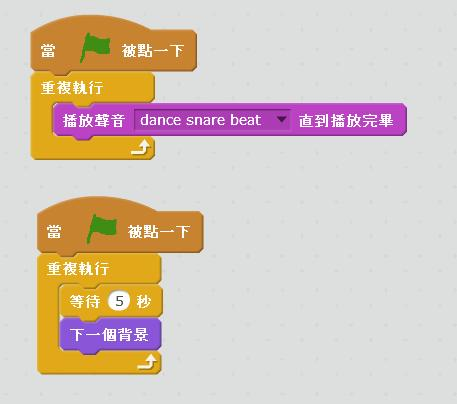 當 被點一下
重複執行
播放聲音 dance snare beat 直到播放完畢
當 被點一下
重複執行
等待 5 秒
下一個背景